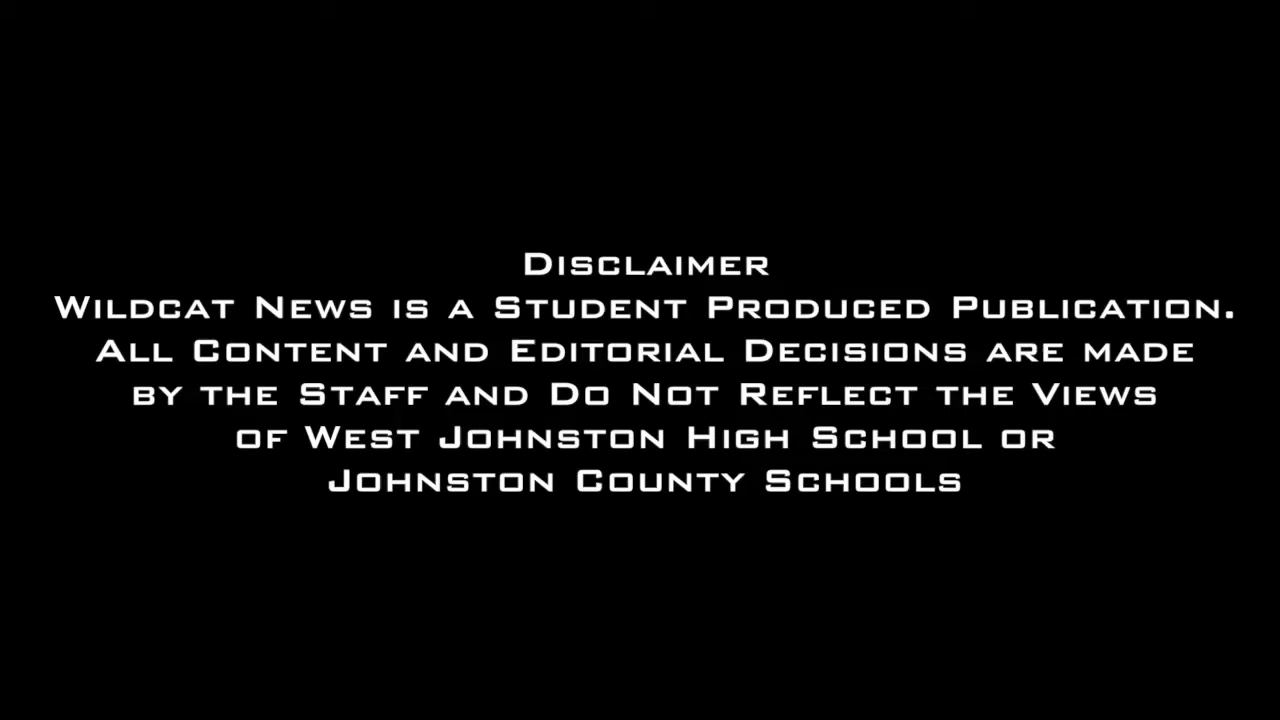 Disclaimer
Wildcat News is a Student Produced Publication.
All Content and Editorial Decisions are made
by the Staff and Do Not Reflect the Views
of West Johnston High School or
Johnston County Schools